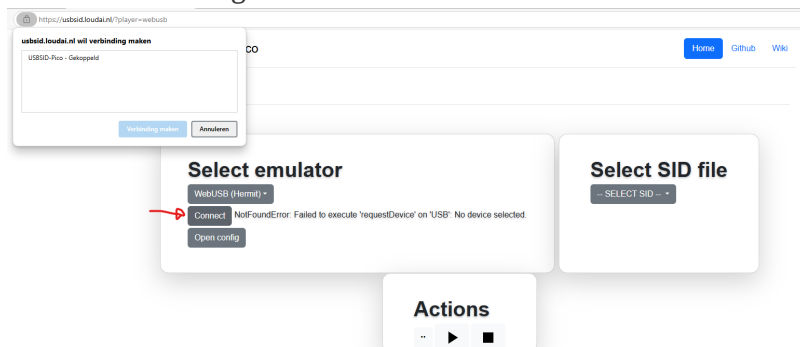 https://usbsid.loudai.nl/?player=webusb
usbsid.loudai.nl wil verbinding maken
USBSID-Pico - Gekoppeld
Verbinding maken Annuleren
co
Home Github Wiki
Select emulator
WebUSB (Hermit)
Connect NotFoundError: Failed to execute 'requestDevice' on 'USB': No device selected.
Open config
Select SID file
-- SELECT SID --
Actions